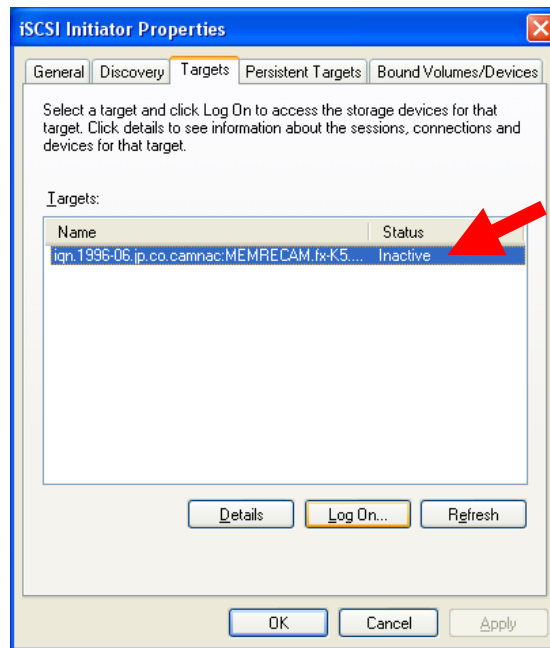 iSCSI Initiator Properties
General Discovery Targets Persistent Targets Bound Volumes/Devices
Select a target and click Log On to access the storage devices for that
target. Click details to see information about the sessions, connections and
devices for that target.
Targets:
Name Status
iqn.1996-06.jp.co.camnac:MEMRECAM.fx-K5.... Inactive
Details Log On... Refresh
OK Cancel Apply